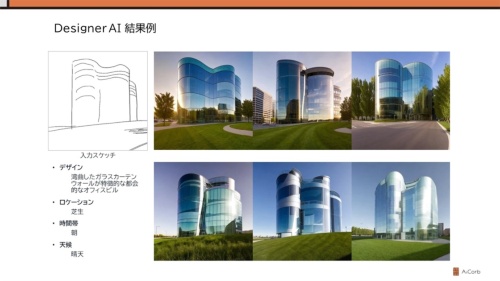 DesignerAI 結果例
入力スケッチ
• デザイン
湾曲したガラスカーテン
ウォールが特徴的な都会
的なオフィスビル
• ロケーション
芝生
• 時間帯
朝
• 天候
晴天
AiCorb